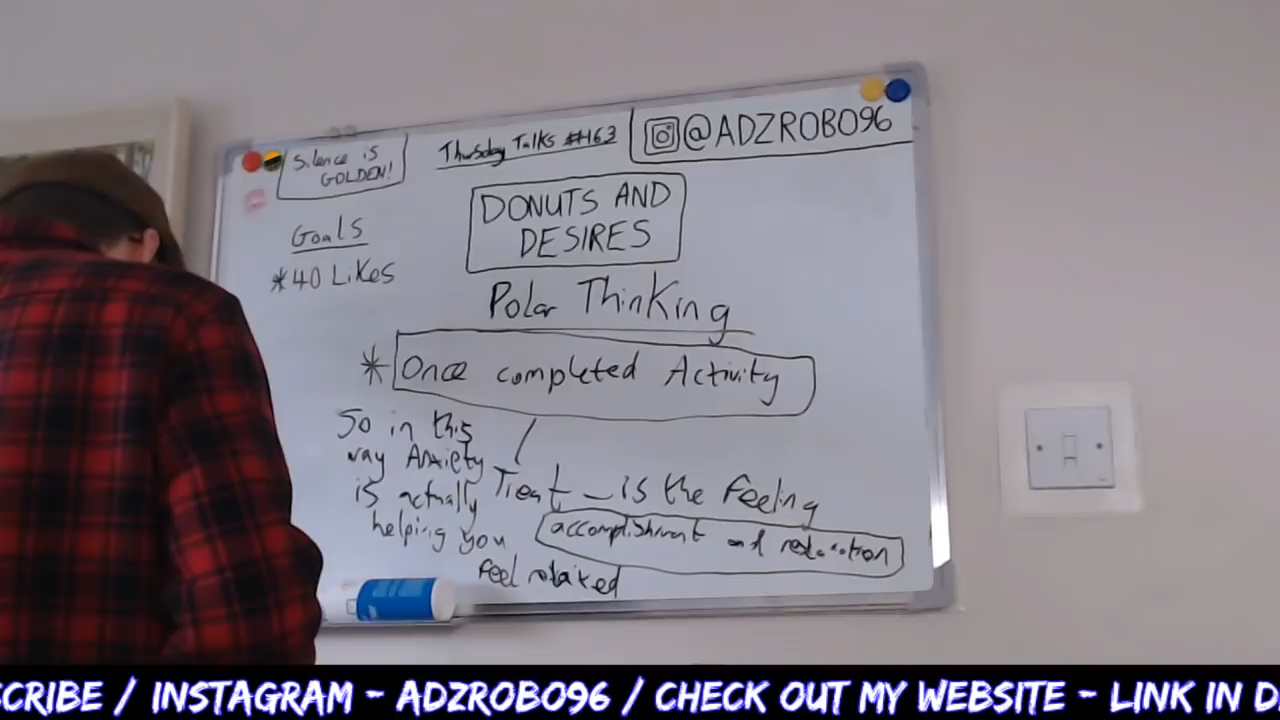 Silence is
GOLDEN!
Thursday Talks #163
@ADZROBO96
DONUTS AND
DESIRES
Goals
*40 Likes
Polar Thinking
* Once completed Activity
So in this
way Anxiety
is actually
helping you
feel relaxed
Treat - is the feeling
accomplishment and relaxation
SCRIBE / INSTAGRAM - ADZROBO96 / CHECK OUT MY WEBSITE - LINK IN D